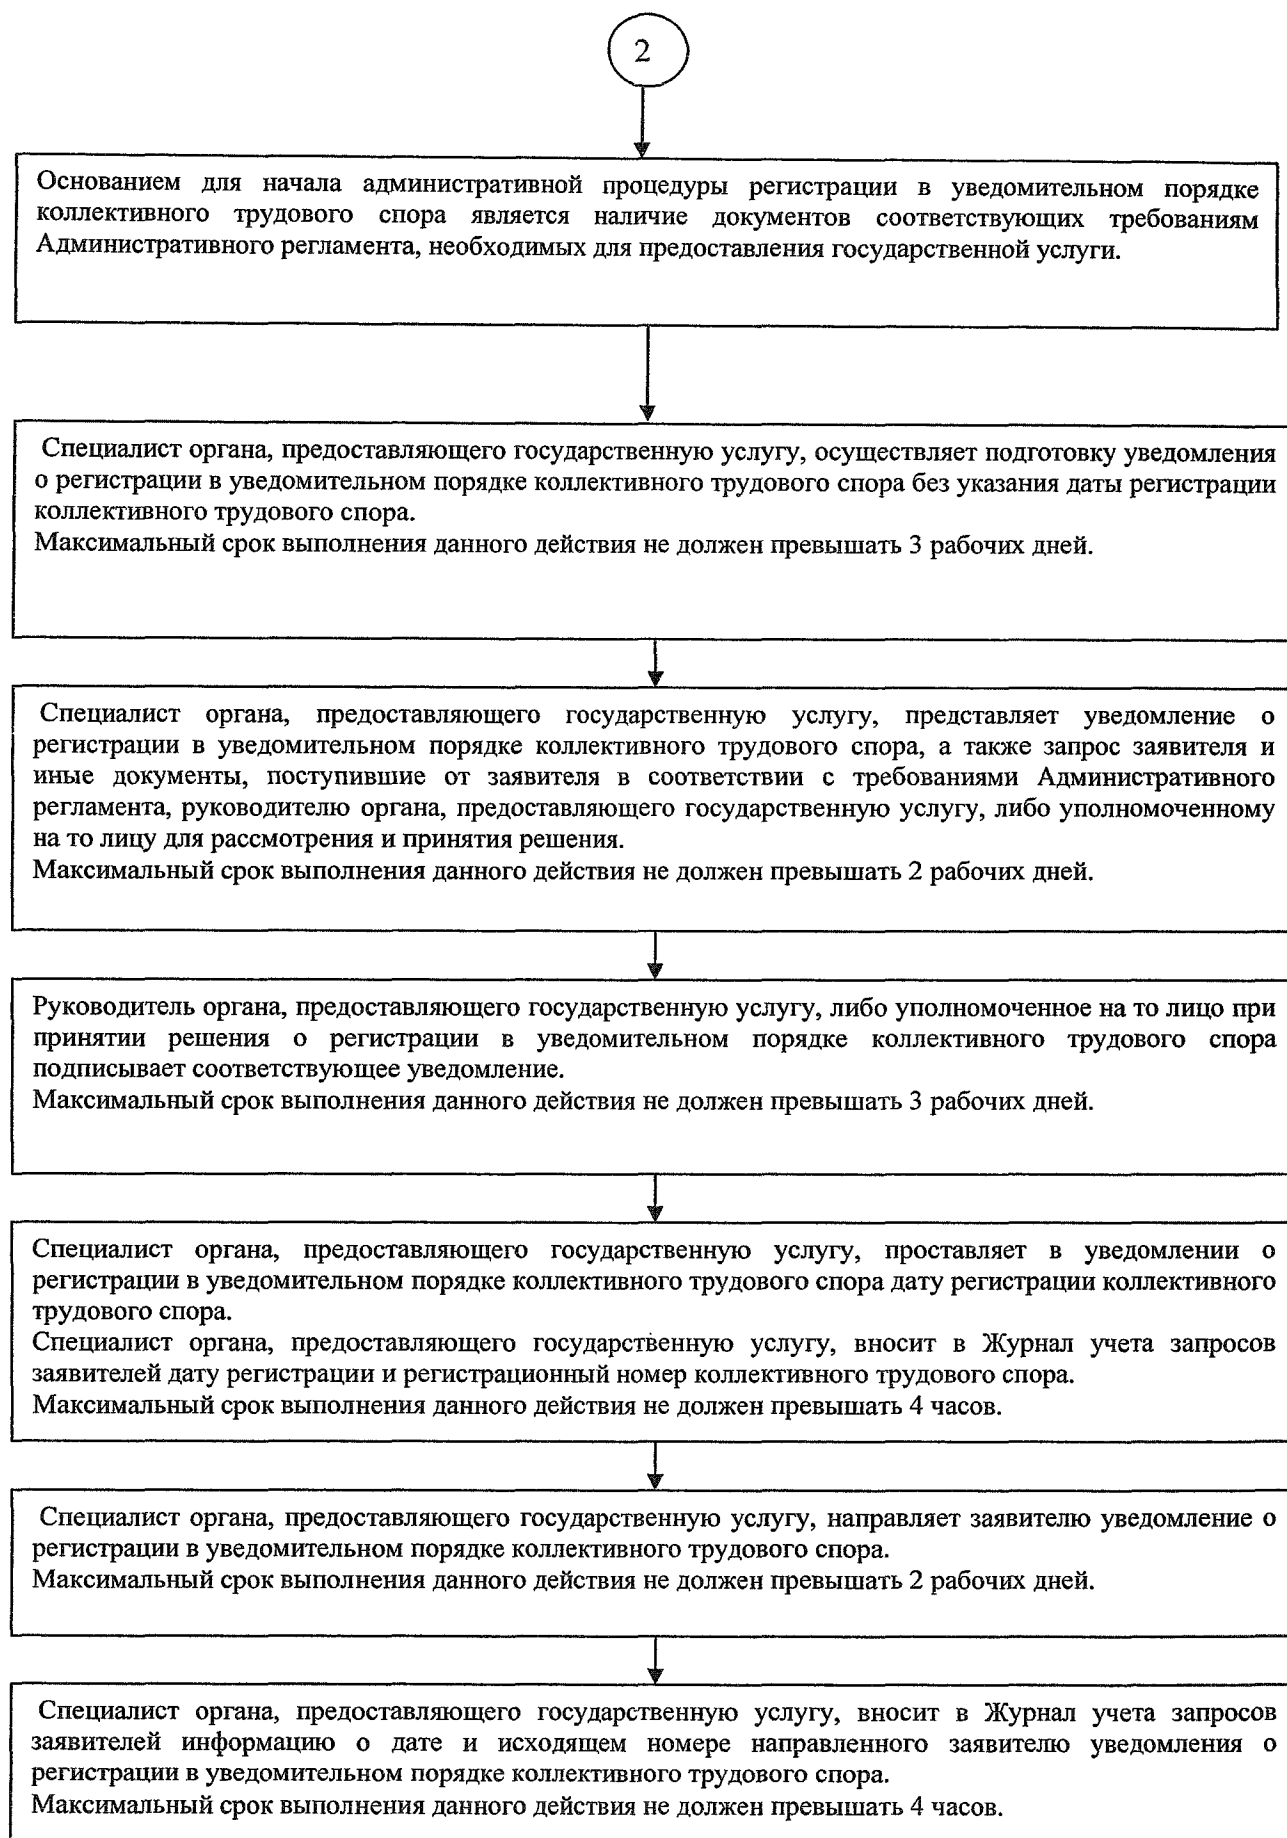 2
Основанием для начала административной процедуры регистрации в уведомительном порядке
коллективного трудового спора является наличие документов соответствующих требованиям
Административного регламента, необходимых для предоставления государственной услуги.
Специалист органа, предоставляющего государственную услугу, осуществляет подготовку уведомления
о регистрации в уведомительном порядке коллективного трудового спора без указания даты регистрации
коллективного трудового спора.
Максимальный срок выполнения данного действия не должен превышать 3 рабочих дней.
Специалист органа, предоставляющего государственную услугу, представляет уведомление о
регистрации в уведомительном порядке коллективного трудового спора, а также запрос заявителя и
иные документы, поступившие от заявителя в соответствии с требованиями Административного
регламента, руководителю органа, предоставляющего государственную услугу, либо уполномоченному
на то лицу для рассмотрения и принятия решения.
Максимальный срок выполнения данного действия не должен превышать 2 рабочих дней.
Руководитель органа, предоставляющего государственную услугу, либо уполномоченное на то лицо при
принятии решения о регистрации в уведомительном порядке коллективного трудового спора
подписывает соответствующее уведомление.
Максимальный срок выполнения данного действия не должен превышать 3 рабочих дней.
Специалист органа, предоставляющего государственную услугу, проставляет в уведомлении о
регистрации в уведомительном порядке коллективного трудового спора дату регистрации коллективного
трудового спора.
Специалист органа, предоставляющего государственную услугу, вносит в Журнал учета запросов
заявителей дату регистрации и регистрационный номер коллективного трудового спора.
Максимальный срок выполнения данного действия не должен превышать 4 часов.
Специалист органа, предоставляющего государственную услугу, направляет заявителю уведомление о
регистрации в уведомительном порядке коллективного трудового спора.
Максимальный срок выполнения данного действия не должен превышать 2 рабочих дней.
Специалист органа, предоставляющего государственную услугу, вносит в Журнал учета запросов
заявителей информацию о дате и исходящем номере направленного заявителю уведомления о
регистрации в уведомительном порядке коллективного трудового спора.
Максимальный срок выполнения данного действия не должен превышать 4 часов.